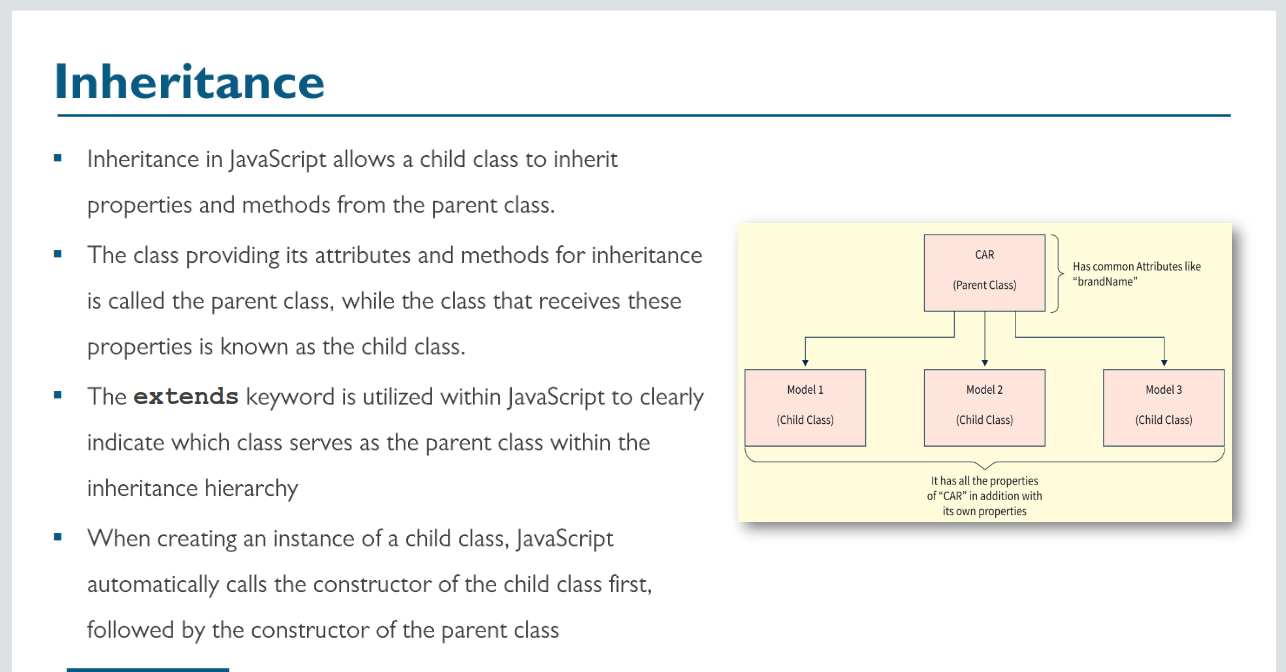 Inheritance
▪ Inheritance in JavaScript allows a child class to inherit
properties and methods from the parent class.
▪ The class providing its attributes and methods for inheritance
is called the parent class, while the class that receives these
properties is known as the child class.
▪ The extends keyword is utilized within JavaScript to clearly
indicate which class serves as the parent class within the
inheritance hierarchy
▪ When creating an instance of a child class, JavaScript
automatically calls the constructor of the child class first,
followed by the constructor of the parent class
CAR
(Parent Class)
Has common Attributes like
“brandName”
Model 1
(Child Class)
Model 2
(Child Class)
Model 3
(Child Class)
It has all the properties
of “CAR” in addition with
its own properties